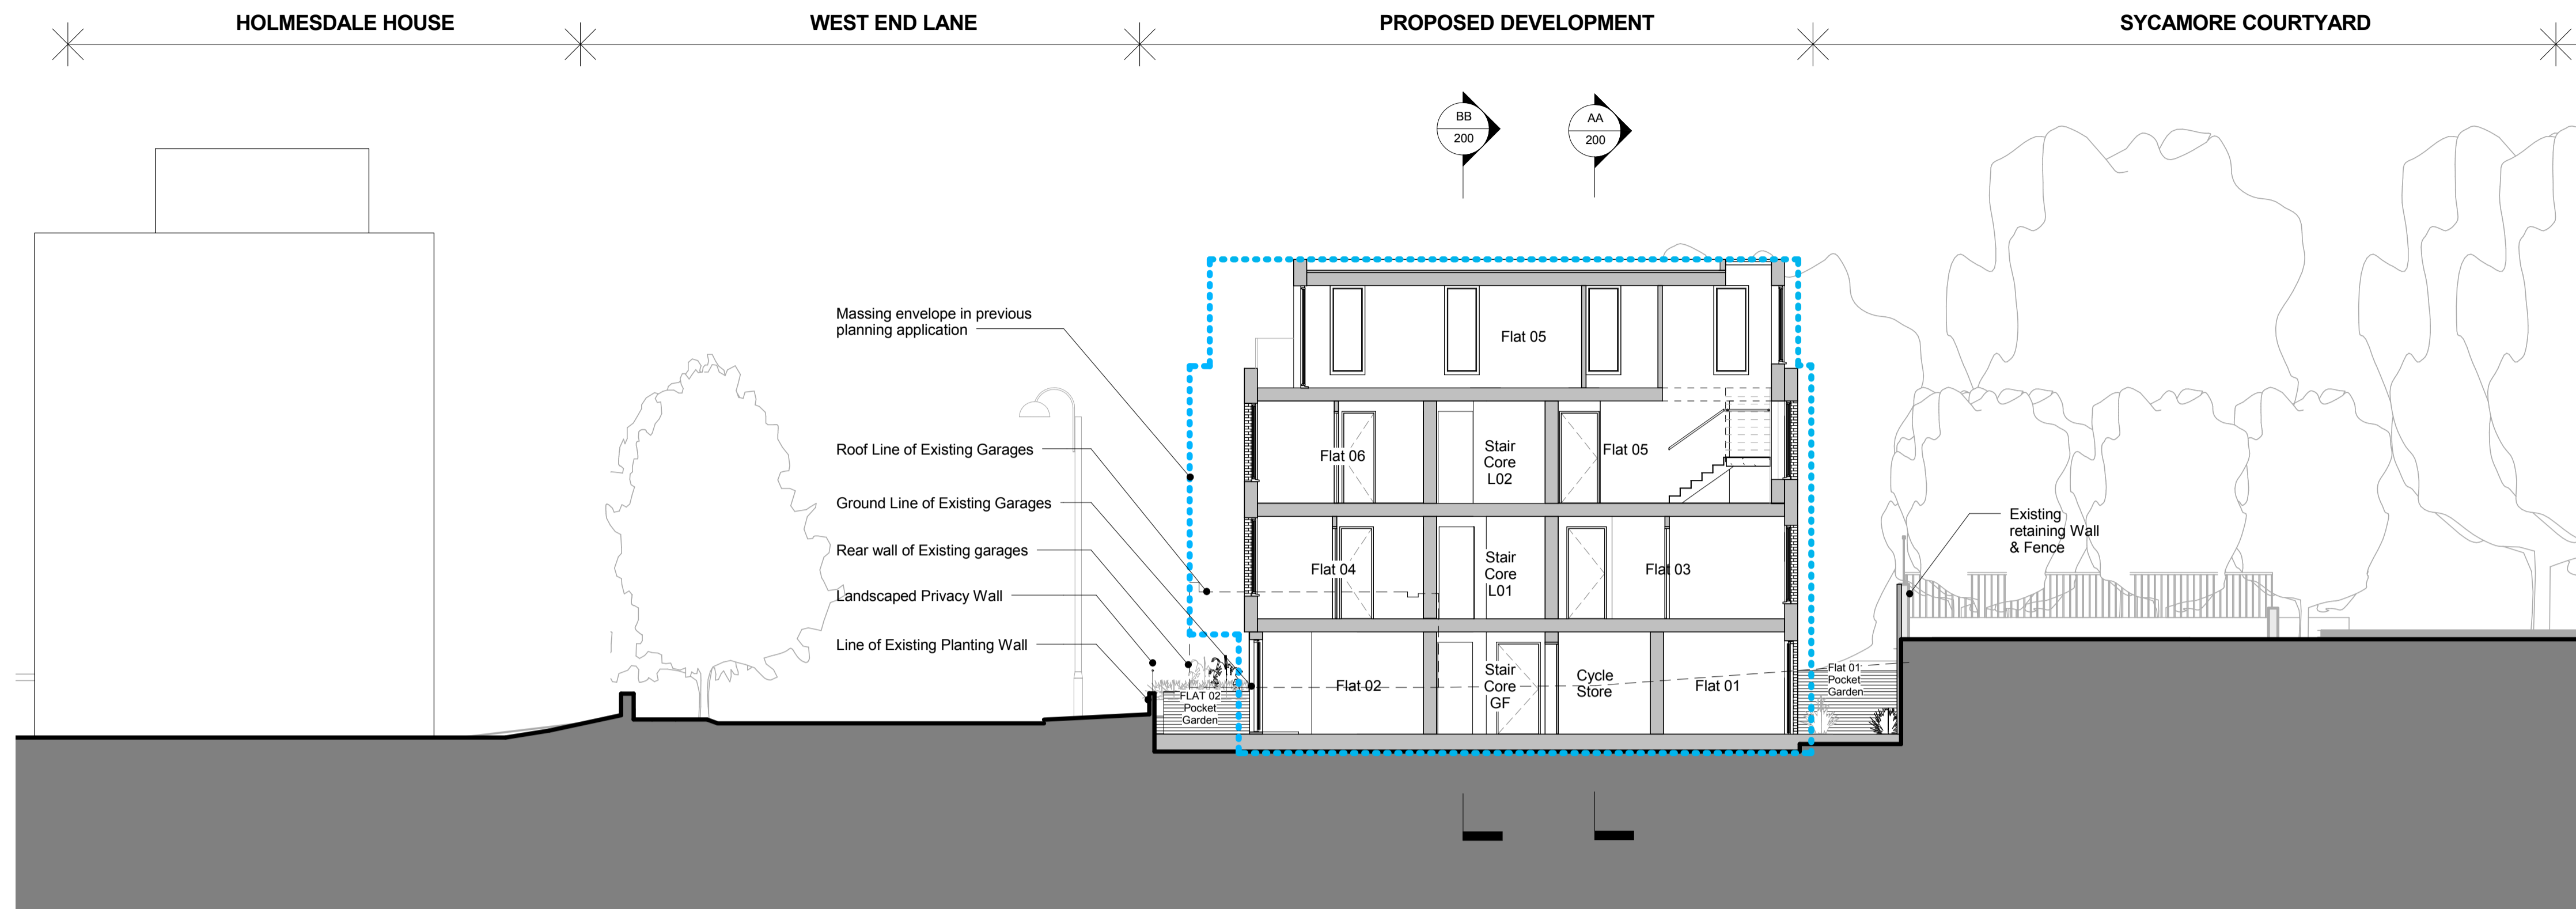 HOLMESDALE HOUSE
WEST END LANE
PROPOSED DEVELOPMENT
SYCAMORE COURTYARD
BB
200
AA
200
Massing envelope in previous
planning application
Roof Line of Existing Garages
Ground Line of Existing Garages
Rear wall of Existing garages
Landscaped Privacy Wall
Line of Existing Planting Wall
Flat 05
Flat 06
Stair
Core
L02
Flat 05
Flat 04
Stair
Core
L01
Flat 03
FLAT 02
Pocket
Garden
Flat 02
Stair
Core
GF
Cycle
Store
Flat 01
Flat 01
Pocket
Garden
Existing
retaining Wall
& Fence